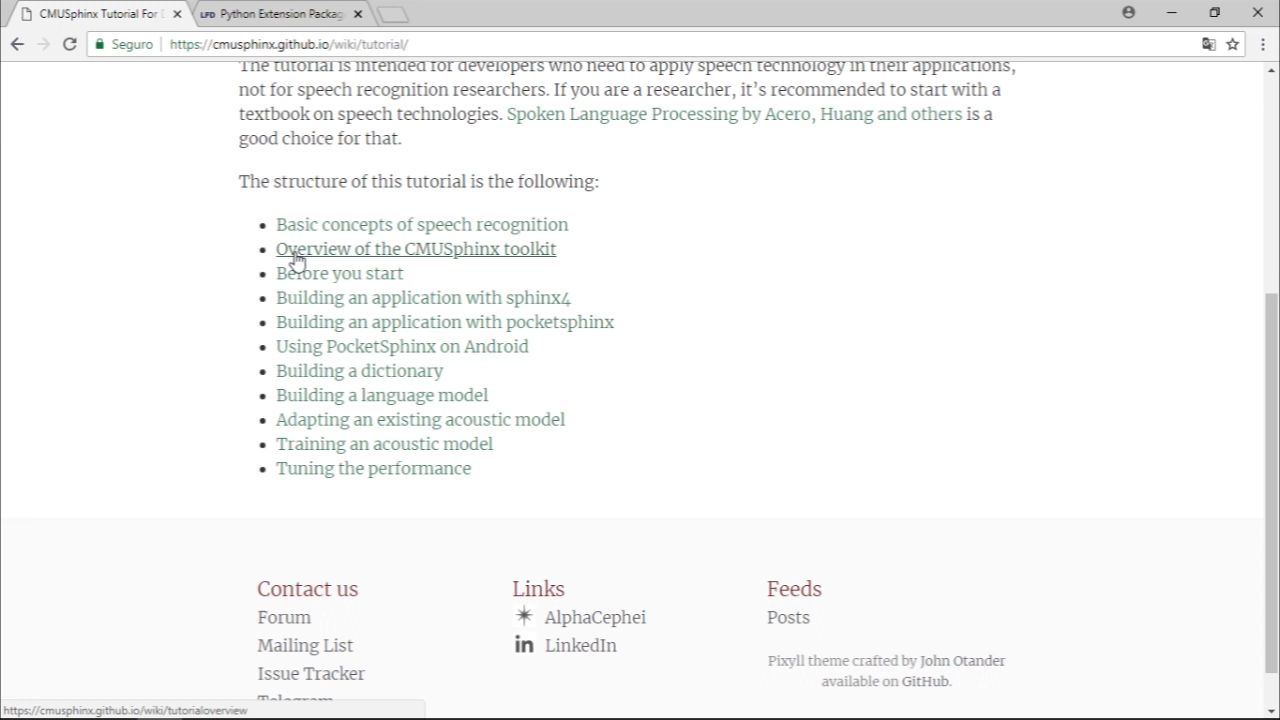 CMUSphinx Tutorial For
LFD Python Extension Packag
Seguro
https://cmusphinx.github.io/wiki/tutorial/
The tutorial is intended for developers who need to apply speech technology in their applications,
not for speech recognition researchers. If you are a researcher, it’s recommended to start with a
textbook on speech technologies. Spoken Language Processing by Acero, Huang and others is a
good choice for that.
The structure of this tutorial is the following:
Basic concepts of speech recognition
Overview of the CMUSphinx toolkit
Before you start
Building an application with sphinx4
Building an application with pocketsphinx
Using PocketSphinx on Android
Building a dictionary
Building a language model
Adapting an existing acoustic model
Training an acoustic model
Tuning the performance
Contact us
Forum
Mailing List
Issue Tracker
Telegram
Links
AlphaCephei
LinkedIn
Feeds
Posts
Pixyll theme crafted by John Otander
available on GitHub.
https://cmusphinx.github.io/wiki/tutorialoverview